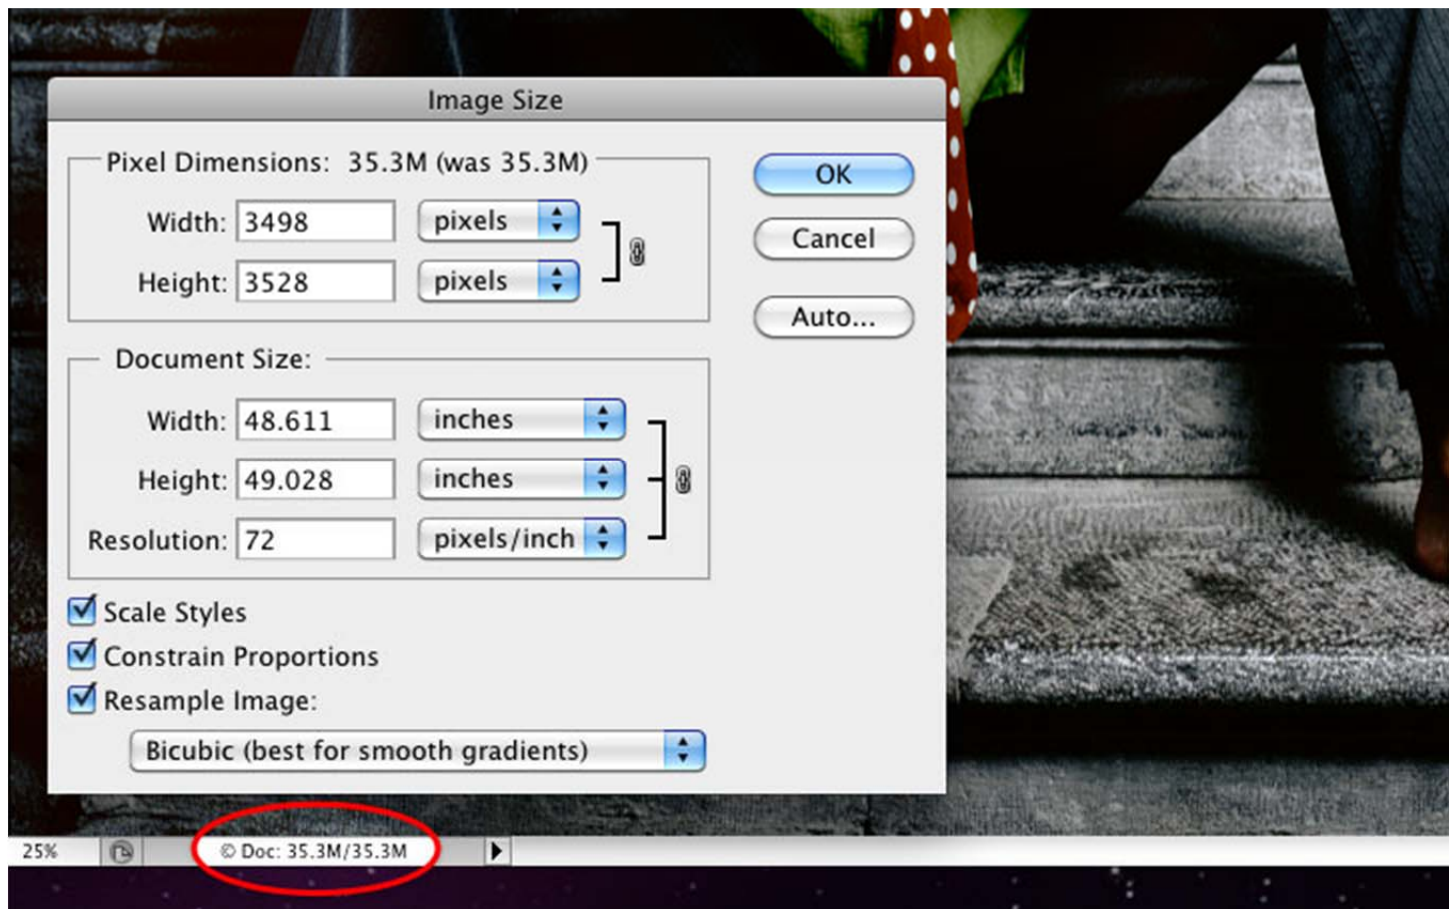 Image Size
Pixel Dimensions: 35.3M (was 35.3M)
Width: 3498 pixels
Height: 3528 pixels
OK
Cancel
Auto...
Document Size:
Width: 48.611 inches
Height: 49.028 inches
Resolution: 72 pixels/inch
Scale Styles
Constrain Proportions
Resample Image:
Bicubic (best for smooth gradients)
25% © Doc: 35.3M/35.3M